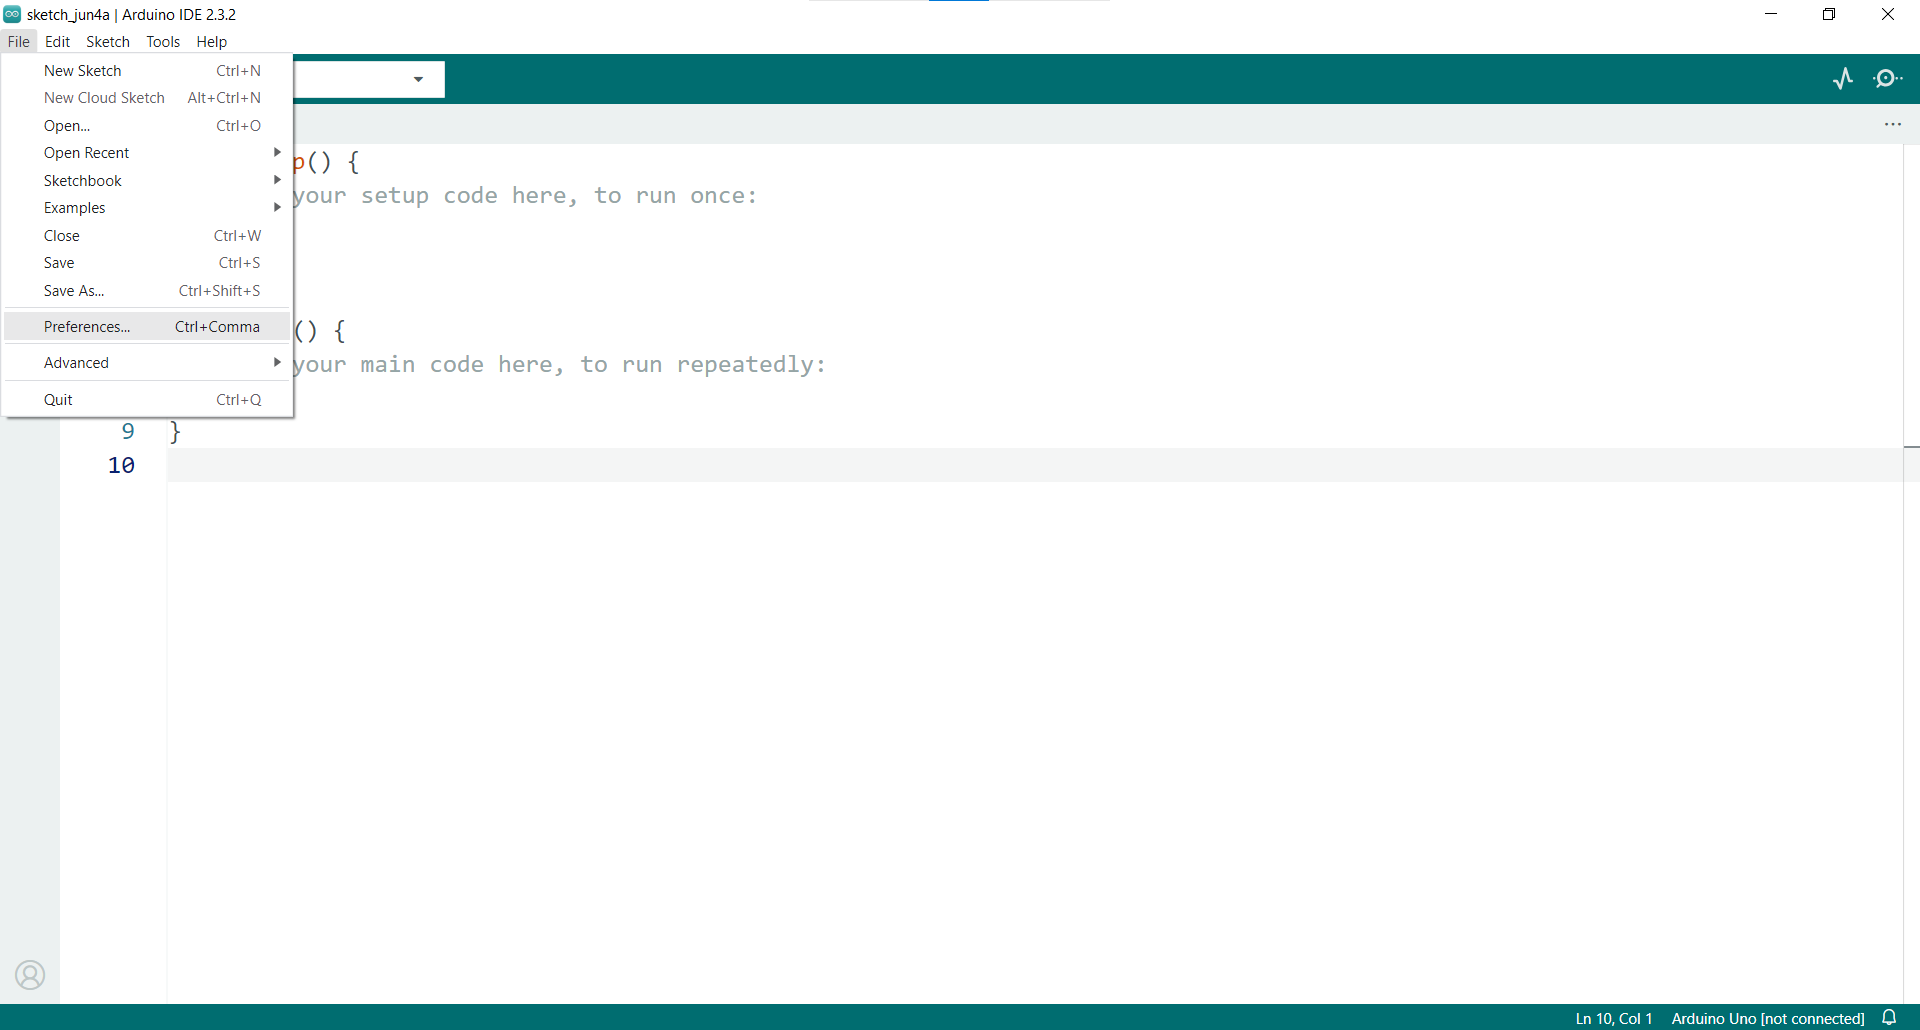 sketch_jun4a | Arduino IDE 2.3.2
File Edit Sketch Tools Help
New Sketch Ctrl+N
New Cloud Sketch Alt+Ctrl+N
Open... Ctrl+O
Open Recent
Sketchbook
Examples
Close Ctrl+W
Save Ctrl+S
Save As... Ctrl+Shift+S
Preferences... Ctrl+Comma
Advanced
Quit Ctrl+Q
p() {
your setup code here, to run once:
() {
your main code here, to run repeatedly:
9 }
10
Ln 10, Col 1 Arduino Uno [not connected]